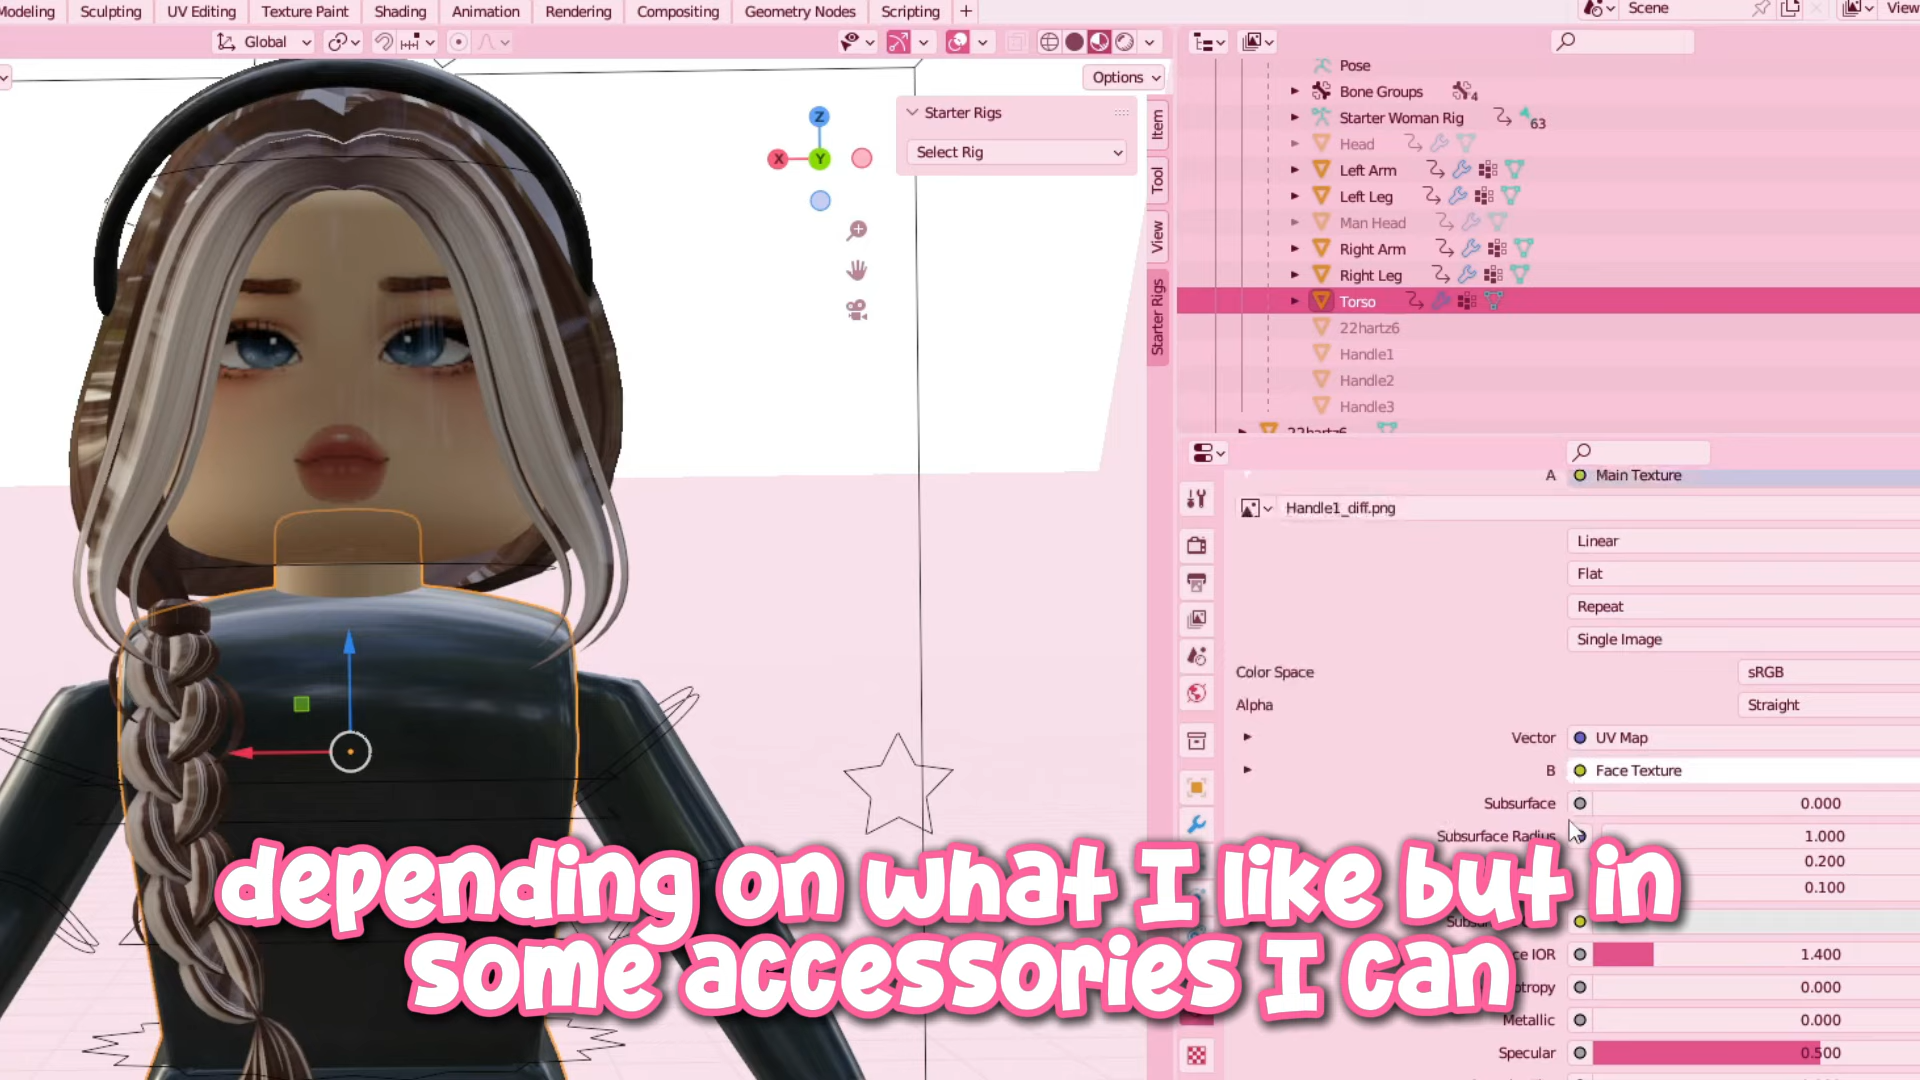 Modeling Sculpting UV Editing Texture Paint Shading Animation Rendering Compositing Geometry Nodes Scripting + Scene View
Global
Options
Starter Rigs
Select Rig
Z
X Y
Item
Tool
View
Starter Rigs
Pose
Bone Groups 4
Starter Woman Rig 63
Head
Left Arm
Left Leg
Man Head
Right Arm
Right Leg
Torso
22hartz6
Handle1
Handle2
Handle3
22hartz6
A Main Texture
Handle1_diff.png
Linear
Flat
Repeat
Single Image
Color Space sRGB
Alpha Straight
Vector UV Map
B Face Texture
Subsurface 0.000
Subsurface Radius 1.000
0.200
0.100
IOR 1.400
0.000
Metallic 0.000
Specular 0.500
depending on what I like but in
some accessories I can